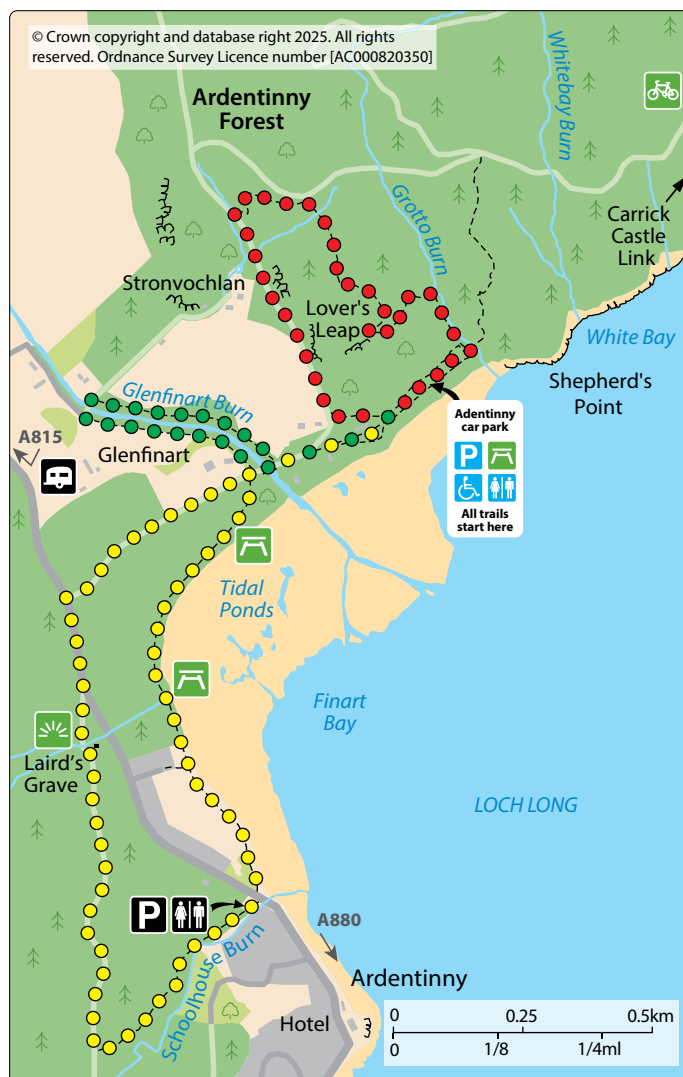 © Crown copyright and database right 2025. All rights
reserved. Ordnance Survey Licence number [AC000820350]
Ardentinny
Forest
Whitebay Burn
Grotto Burn
Carrick
Castle
Link
Stronvochlan
Lover's
Leap
White Bay
Shepherd's
Point
Glenfinart Burn
A815
Glenfinart
Adentinny
car park
P
All trails
start here
Tidal
Ponds
Finart
Bay
Laird's
Grave
LOCH LONG
P
A880
Schoolhouse Burn
Ardentinny
Hotel
0 0.25 0.5km
0 1/8 1/4ml